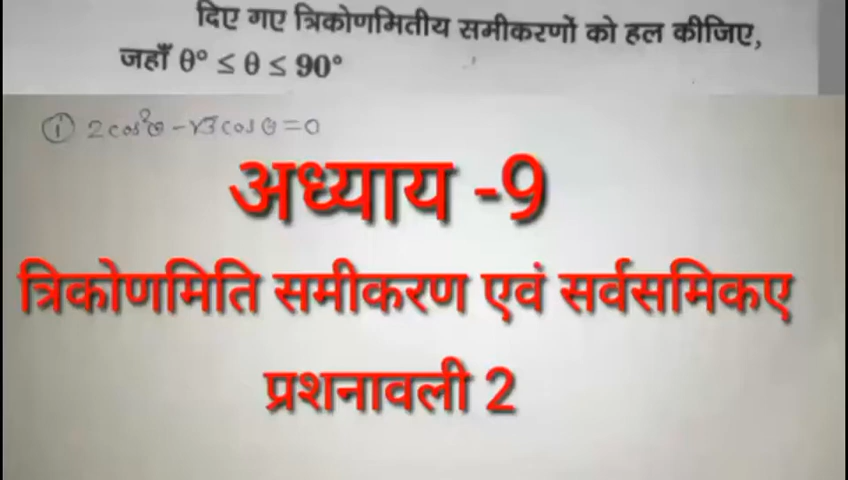 दिए गए त्रिकोणमितीय समीकरणों को हल कीजिए,
जहाँ θ° ≤ θ ≤ 90°
① 2cos²θ - √3 cos θ = 0
अध्याय -9
त्रिकोणमिति समीकरण एवं सर्वसमिकए
प्रशनावली 2